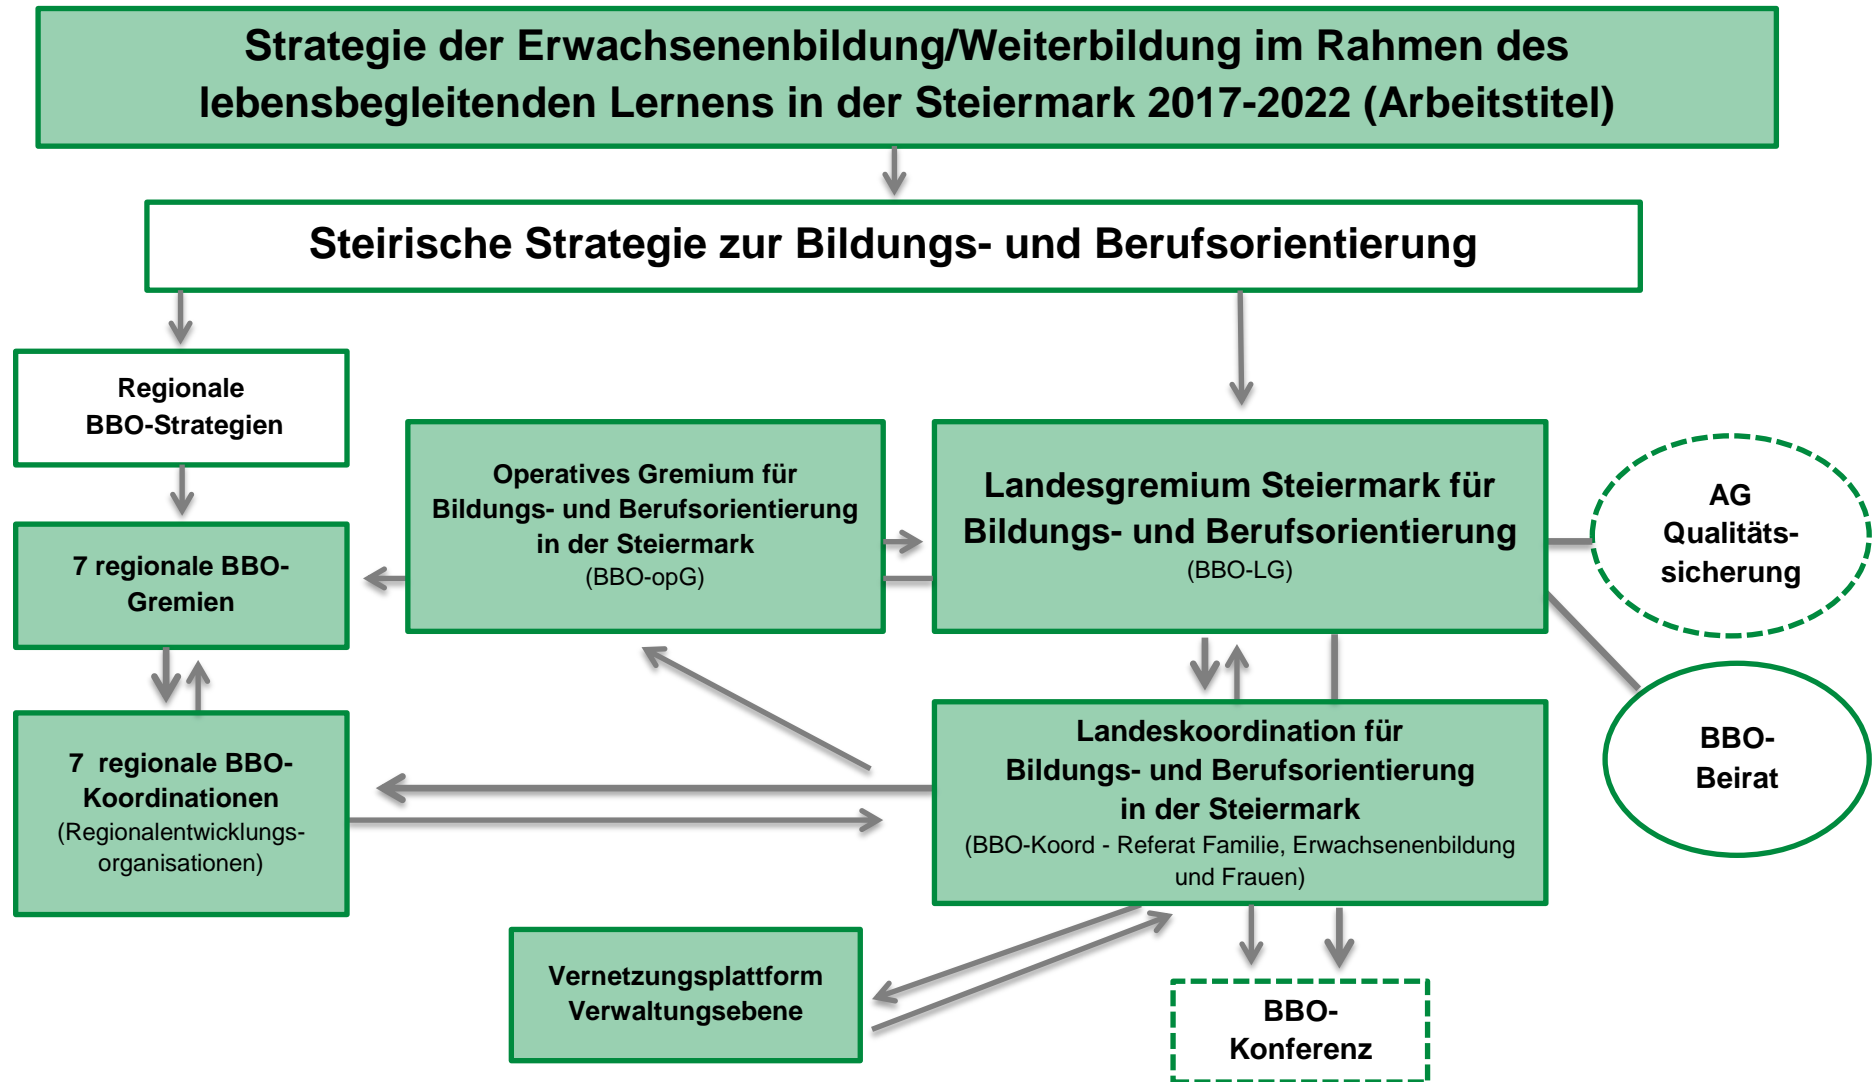 Strategie der Erwachsenenbildung/Weiterbildung im Rahmen des
lebensbegleitenden Lernens in der Steiermark 2017-2022 (Arbeitstitel)
Steirische Strategie zur Bildungs- und Berufsorientierung
Regionale
BBO-Strategien
Operatives Gremium für
Bildungs- und Berufsorientierung
in der Steiermark
(BBO-opG)
Landesgremium Steiermark für
Bildungs- und Berufsorientierung
(BBO-LG)
AG
Qualitäts-
sicherung
7 regionale BBO-
Gremien
7  regionale BBO-
Koordinationen
(Regionalentwicklungs-
organisationen)
Landeskoordination für
Bildungs- und Berufsorientierung
in der Steiermark
(BBO-Koord - Referat Familie, Erwachsenenbildung
und Frauen)
BBO-
Beirat
Vernetzungsplattform
Verwaltungsebene
BBO-
Konferenz